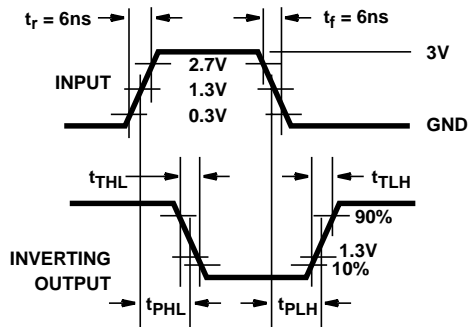 tr = 6ns
tf = 6ns
3V
2.7V
INPUT
1.3V
0.3V
GND
tTHL
tTLH
90%
1.3V
INVERTING
10%
OUTPUT
tPHL
tPLH